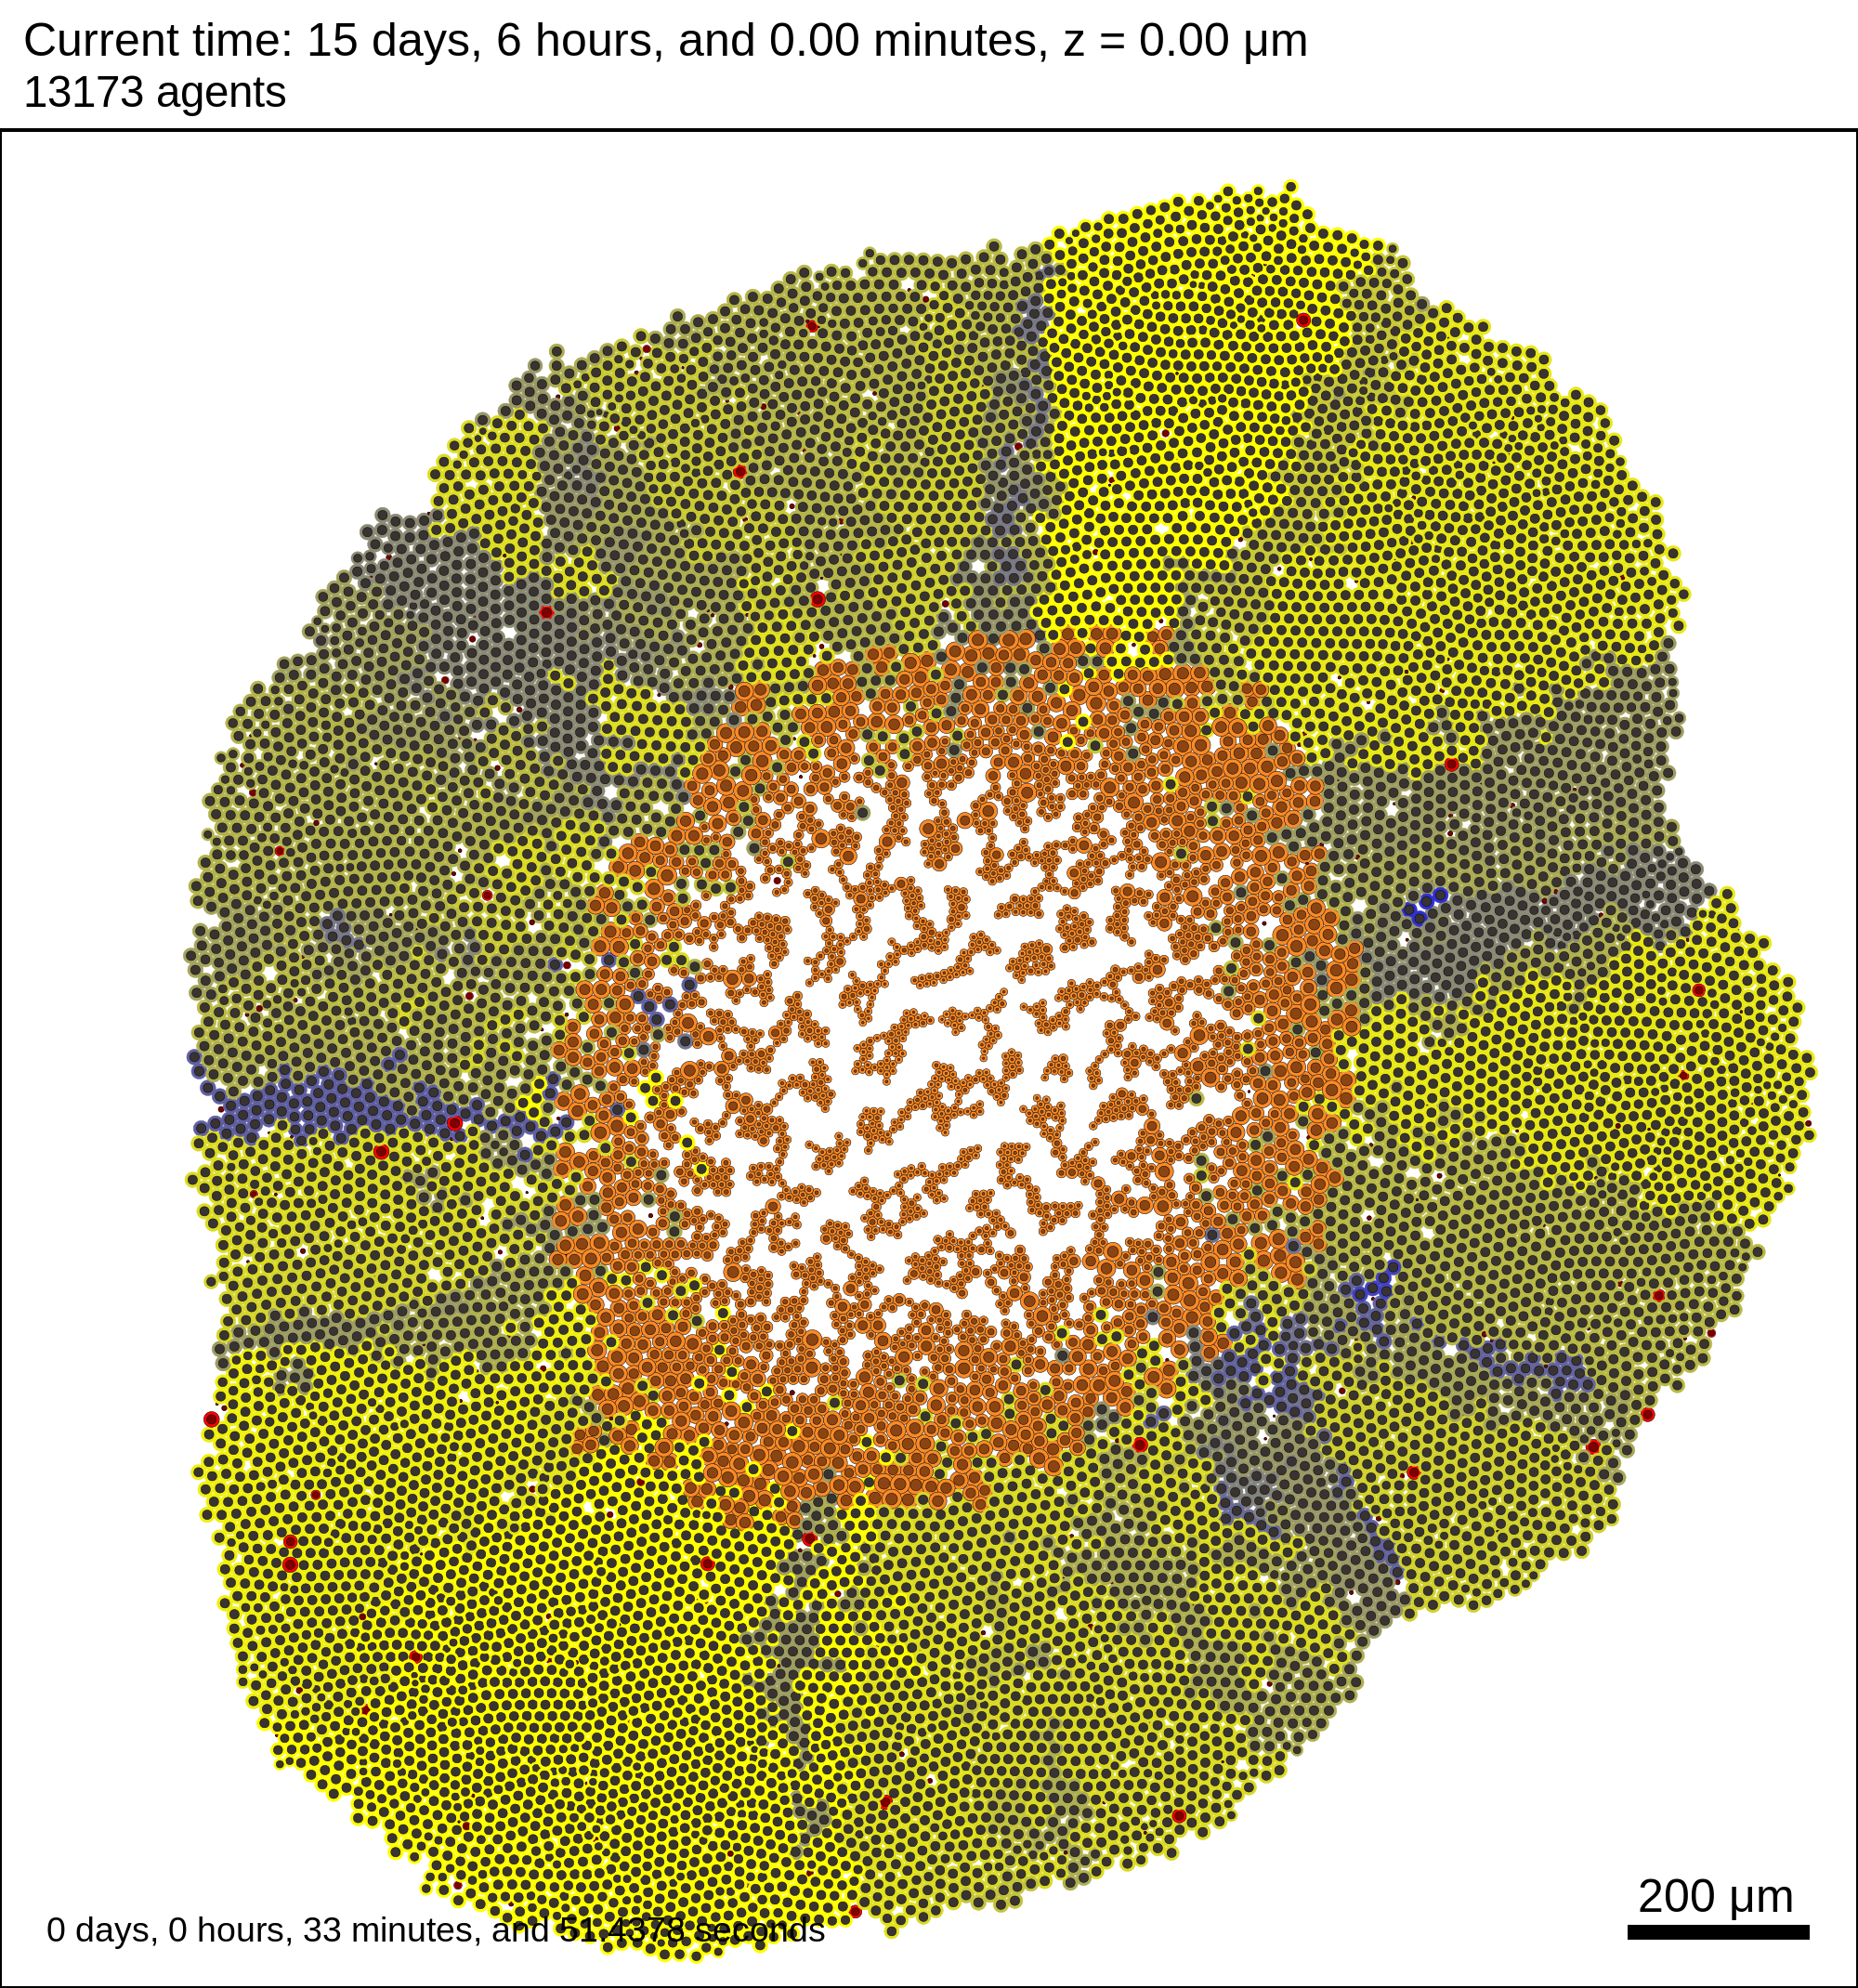 Current time: 15 days, 6 hours, and 0.00 minutes, z = 0.00 μm
13173 agents
200 μm
0 days, 0 hours, 33 minutes, and 51.4378 seconds